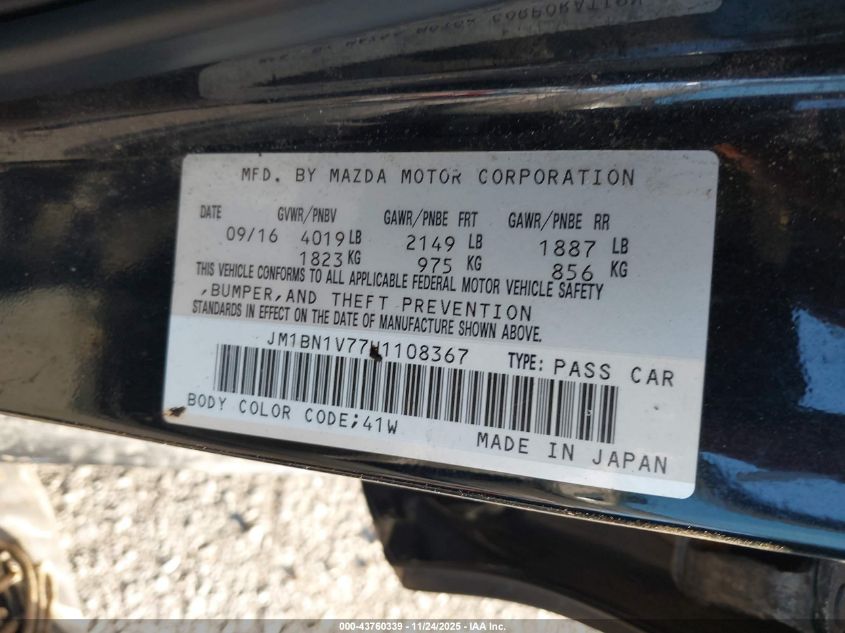 MFD. BY MAZDA MOTOR CORPORATION
DATE GVWR/PNBV GAWR/PNBE FRT GAWR/PNBE RR
09/16 4019 LB 2149 LB 1887 LB
1823 KG 975 KG 856 KG
THIS VEHICLE CONFORMS TO ALL APPLICABLE FEDERAL MOTOR VEHICLE SAFETY
,BUMPER,AND THEFT PREVENTION
STANDARDS IN EFFECT ON THE DATE OF MANUFACTURE SHOWN ABOVE.
JM1BN1V77H1108367 TYPE: PASS CAR
BODY COLOR CODE;41W
MADE IN JAPAN
000-43760339 - 11/24/2025 - IAA Inc.